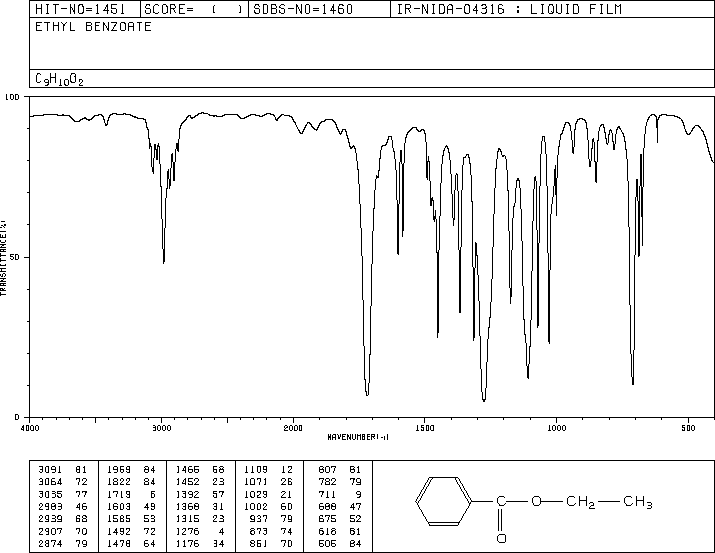 HIT-NO=1451 SCORE= ( ) SDBS-NO=1460 IR-NIDA-04316 : LIQUID FILM
ETHYL BENZOATE
C9H10O2
100
50
0
TRANSMITTANCE(%)
4000 3000 2000 1500 1000 500
WAVENUMBER(-1)
3091 81 1969 84 1466 68 1109 12 807 81
3064 72 1822 84 1452 23 1071 26 782 79
3035 77 1719 6 1392 57 1029 21 711 9
2983 46 1603 49 1368 31 1002 60 688 47
2939 68 1585 53 1315 23 937 79 675 52
2907 70 1492 72 1276 4 873 74 618 81
2874 79 1478 64 1176 34 851 70 505 84
C O CH2 CH3
O